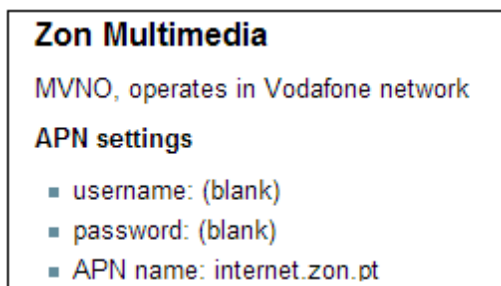 Zon Multimedia
MVNO, operates in Vodafone network
APN settings
username: (blank)
password: (blank)
APN name: internet.zon.pt